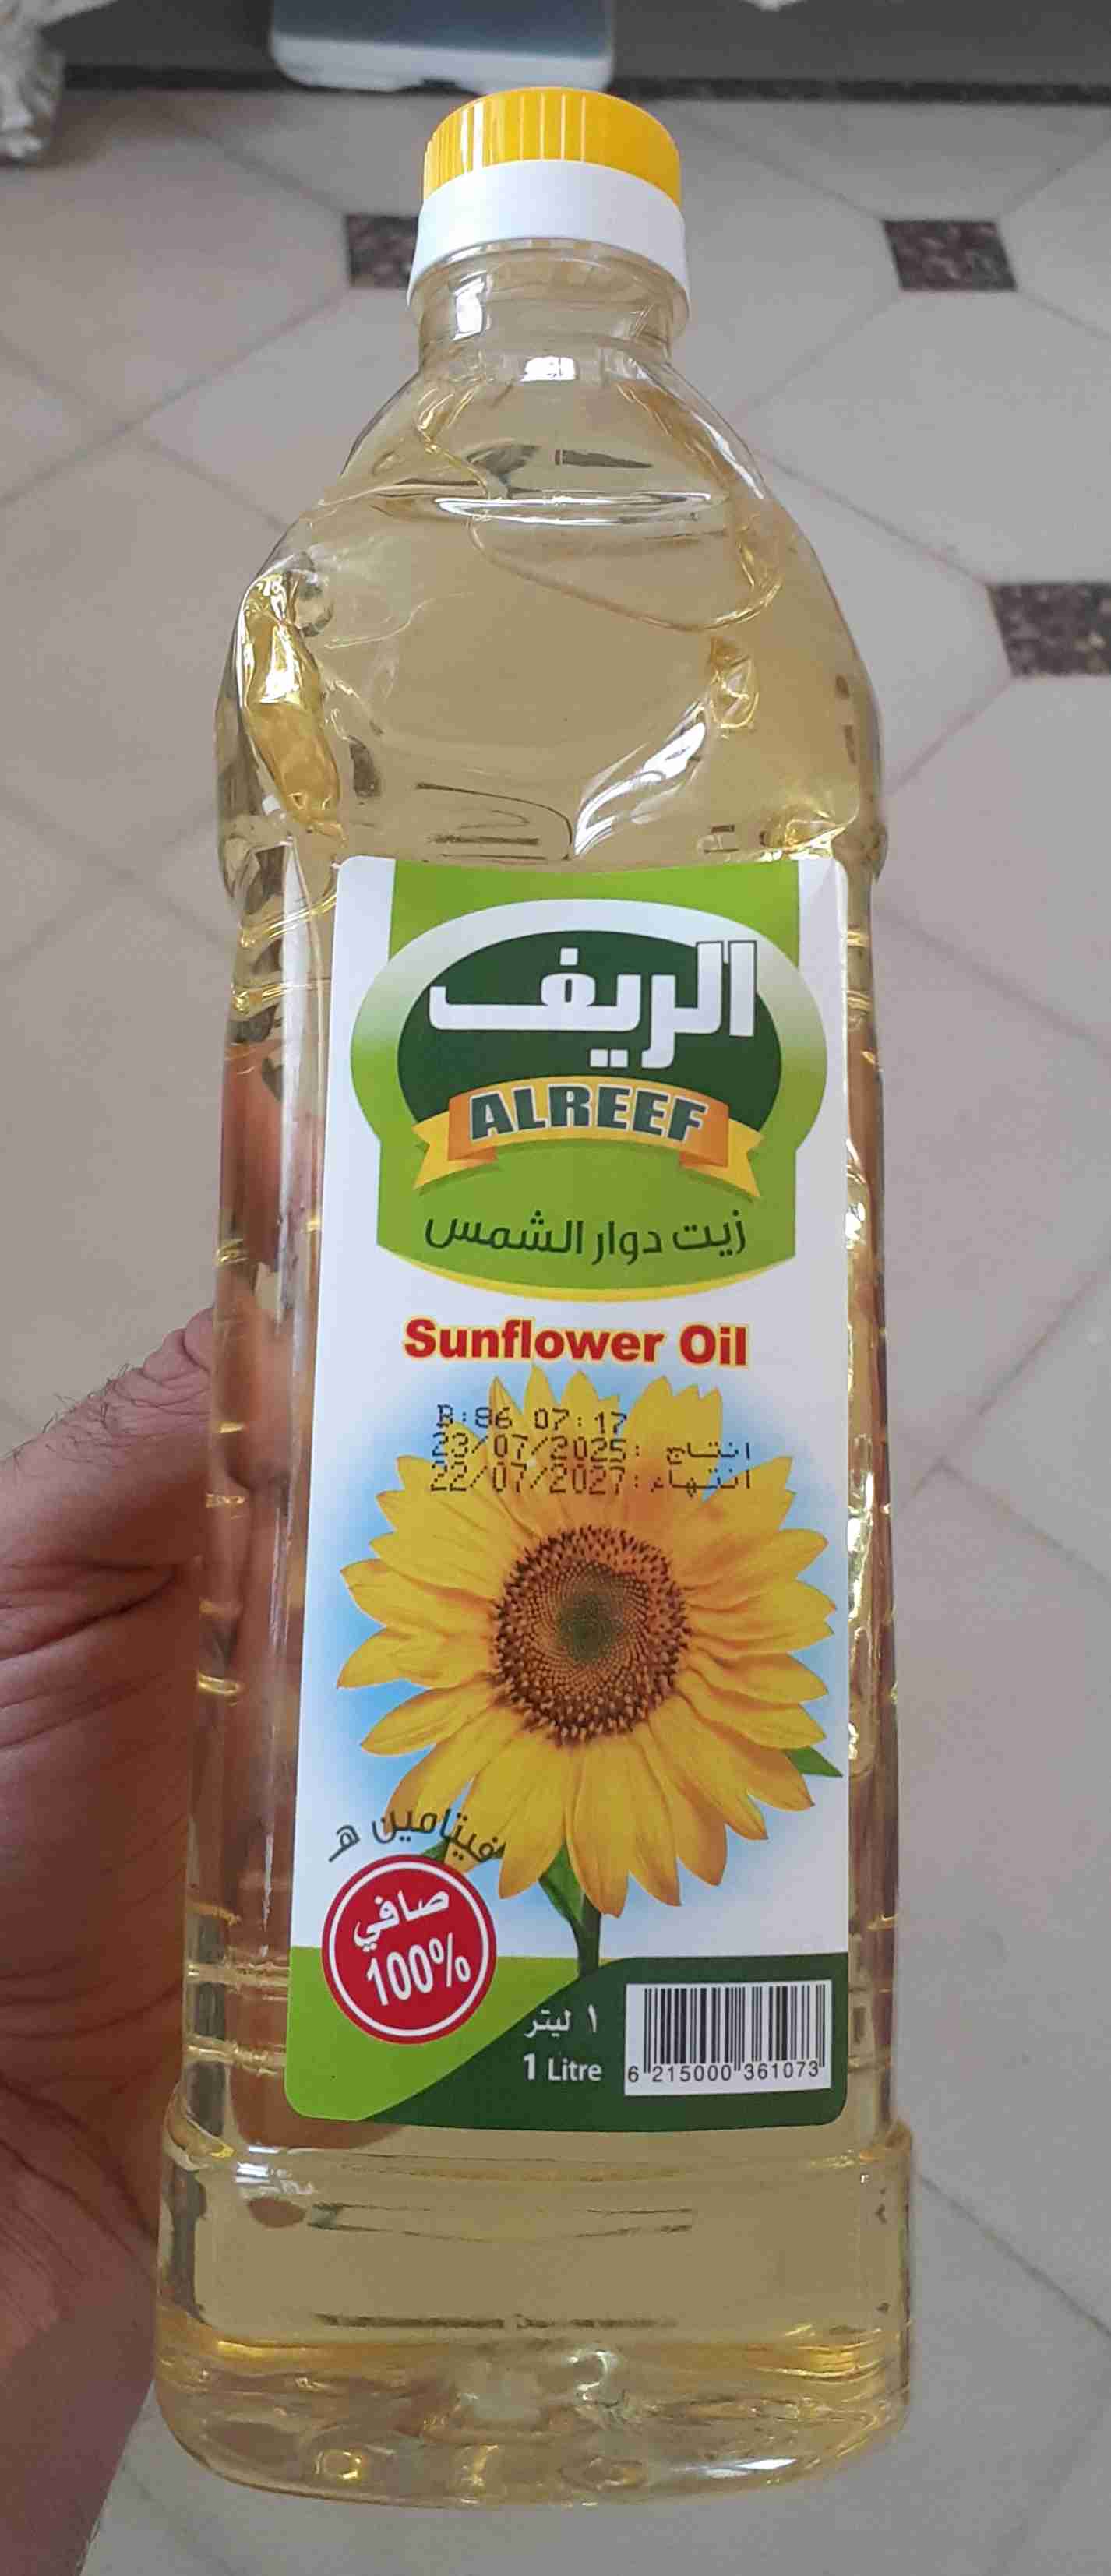 الريف
ALREEF
زيت دوار الشمس
Sunflower Oil
B:86 07:17
انتاج :23/07/2025
انتهاء :22/07/2027
فيتامين هـ
صافي
100%
١ ليتر
1 Litre
6 215000 361073